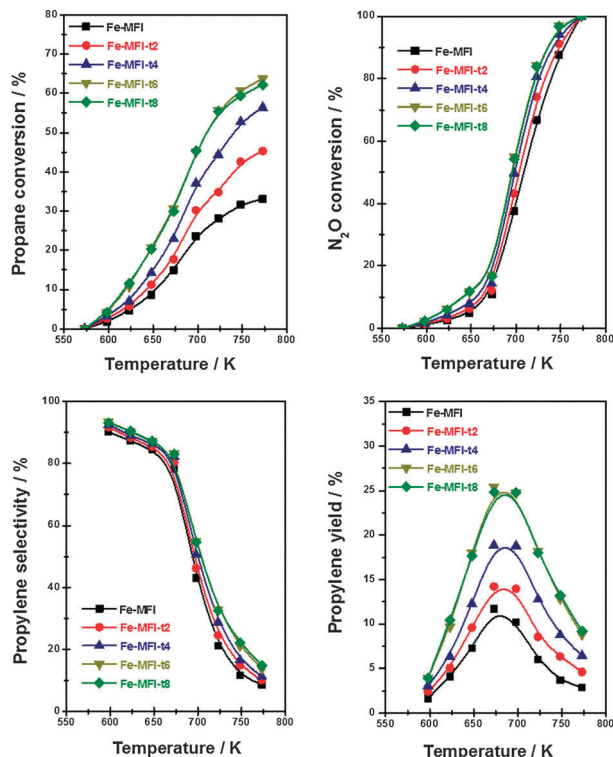 Propane conversion / %
80
70
60
50
40
30
20
10
0
Fe-MFI
Fe-MFI-t2
Fe-MFI-t4
Fe-MFI-t6
Fe-MFI-t8
550 600 650 700 750 800
Temperature / K
N₂O conversion / %
100
80
60
40
20
0
Fe-MFI
Fe-MFI-t2
Fe-MFI-t4
Fe-MFI-t6
Fe-MFI-t8
550 600 650 700 750 800
Temperature / K
Propylene selectivity / %
100
80
60
40
20
0
Fe-MFI
Fe-MFI-t2
Fe-MFI-t4
Fe-MFI-t6
Fe-MFI-t8
550 600 650 700 750 800
Temperature / K
Propylene yield / %
35
30
25
20
15
10
5
0
Fe-MFI
Fe-MFI-t2
Fe-MFI-t4
Fe-MFI-t6
Fe-MFI-t8
550 600 650 700 750 800
Temperature / K